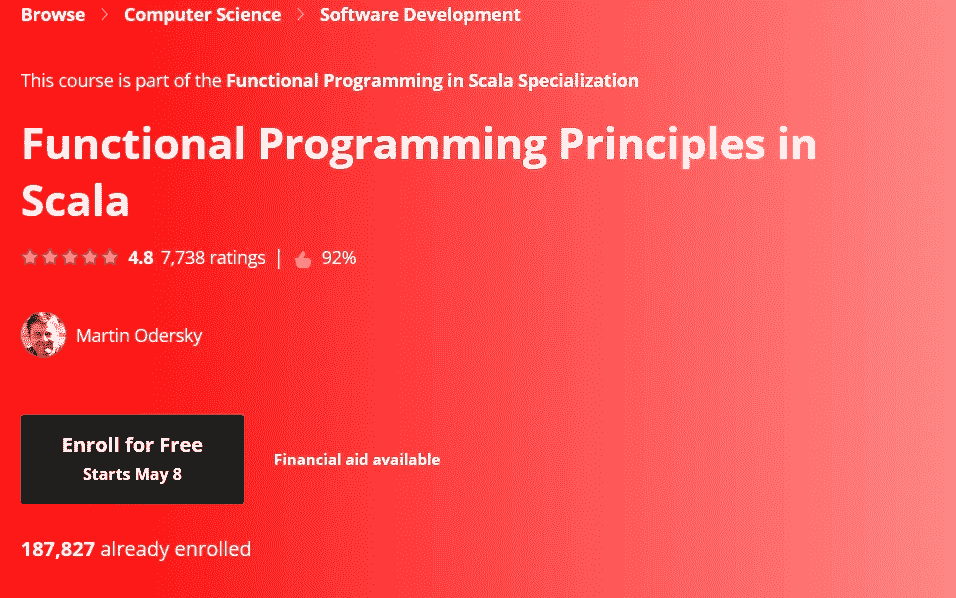 Browse > Computer Science > Software Development
This course is part of the Functional Programming in Scala Specialization
Functional Programming Principles in
Scala
4.8 7,738 ratings | 92%
Martin Odersky
Enroll for Free
Starts May 8
Financial aid available
187,827 already enrolled